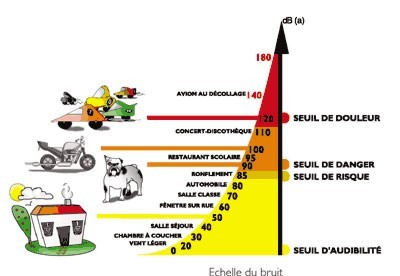 dB (a)
180
AVION AU DÉCOLLAGE 140
120 SEUIL DE DOULEUR
CONCERT-DISCOTHÈQUE 110
100
RESTAURANT SCOLAIRE 95
90 SEUIL DE DANGER
RONFLEMENT 85 SEUIL DE RISQUE
AUTOMOBILE 80
SALLE CLASSE 70
FENÊTRE SUR RUE 60
50
SALLE SÉJOUR 40
CHAMBRE À COUCHER 30
VENT LÉGER 20
0 SEUIL D'AUDIBILITÉ
Echelle du bruit